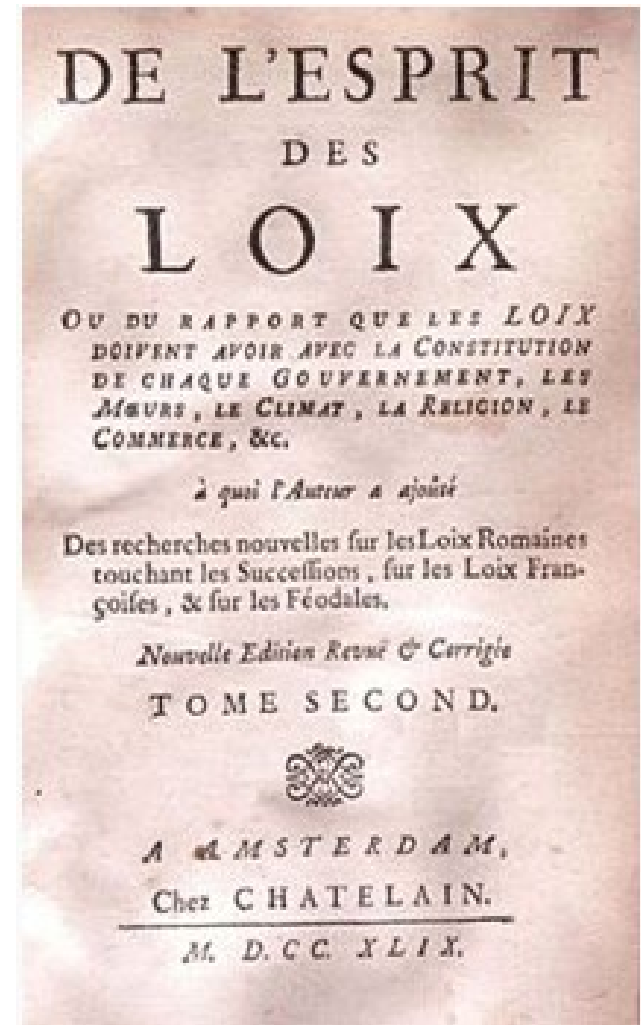 DE L'ESPRIT
DES
LOIX
OU DU RAPPORT QUE LES LOIX
DOIVENT AVOIR AVEC LA CONSTITUTION
DE CHAQUE GOUVERNEMENT, LES
MŒURS, LE CLIMAT, LA RELIGION, LE
COMMERCE, &c.
à quoi l'Auteur a ajoûté
Des recherches nouvelles ſur les Loix Romaines
touchant les Succeſſions, ſur les Loix Fran-
çoiſes, & ſur les Féodales.
Nouvelle Edition Revuë & Corrigée
TOME SECOND.
A AMSTERDAM,
Chez CHATELAIN.
M. D. CC. XLIX.